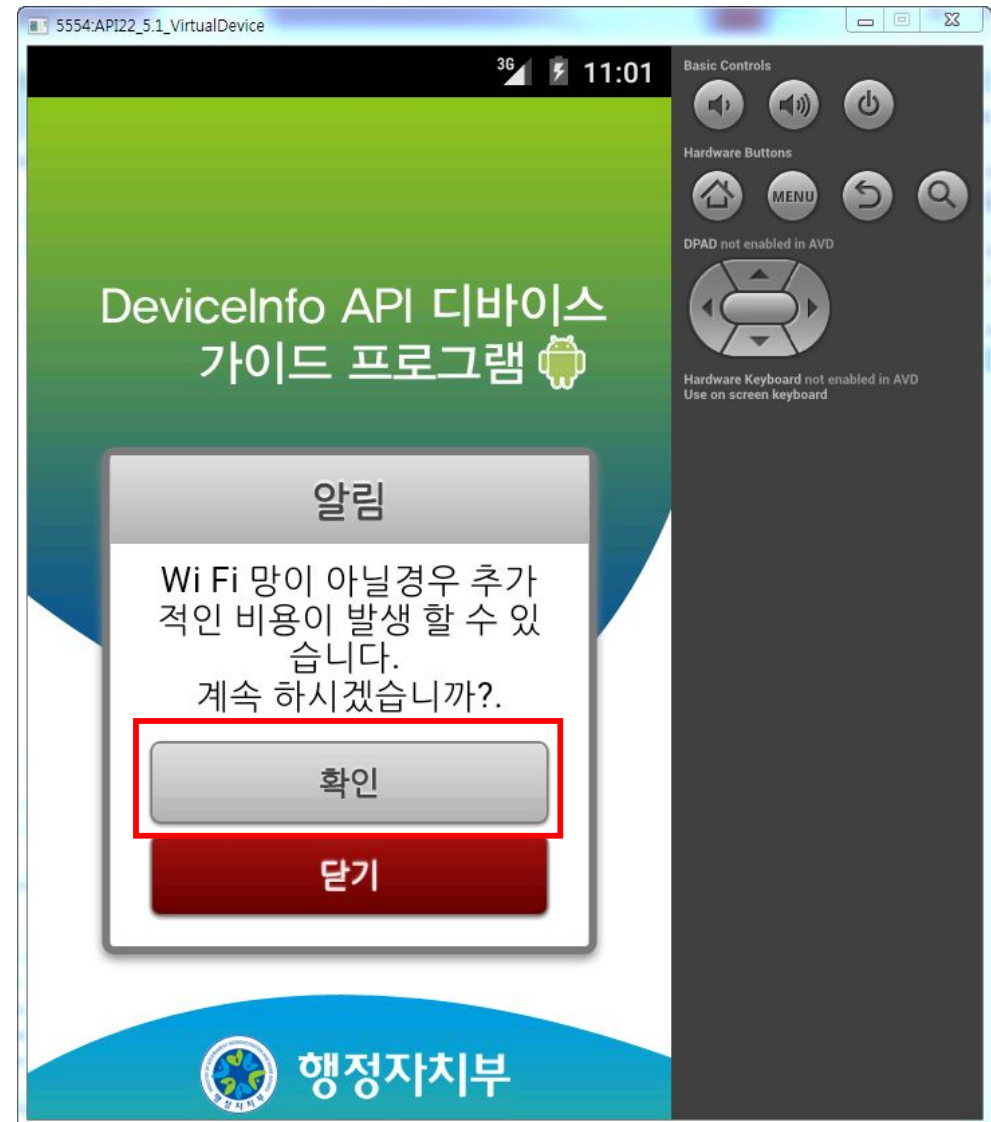 5554:API22_5.1_VirtualDevice
3G 11:01
DeviceInfo API 디바이스
가이드 프로그램
알림
Wi Fi 망이 아닐경우 추가
적인 비용이 발생 할 수 있
습니다.
계속 하시겠습니까?.
확인
닫기
행정자치부
Basic Controls
Hardware Buttons
MENU
DPAD not enabled in AVD
Hardware Keyboard not enabled in AVD
Use on screen keyboard